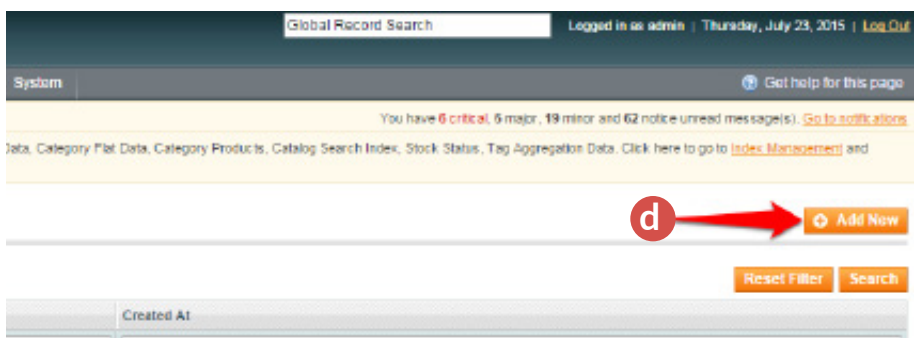 Global Record Search Logged in as admin | Thursday, July 23, 2015 | Log Out
System Get help for this page
You have 6 critical, 6 major, 19 minor and 62 notice unread message(s). Go to notifications
Data, Category Flat Data, Category Products, Catalog Search Index, Stock Status, Tag Aggregation Data. Click here to go to Index Management and
d Add New
Reset Filter Search
Created At